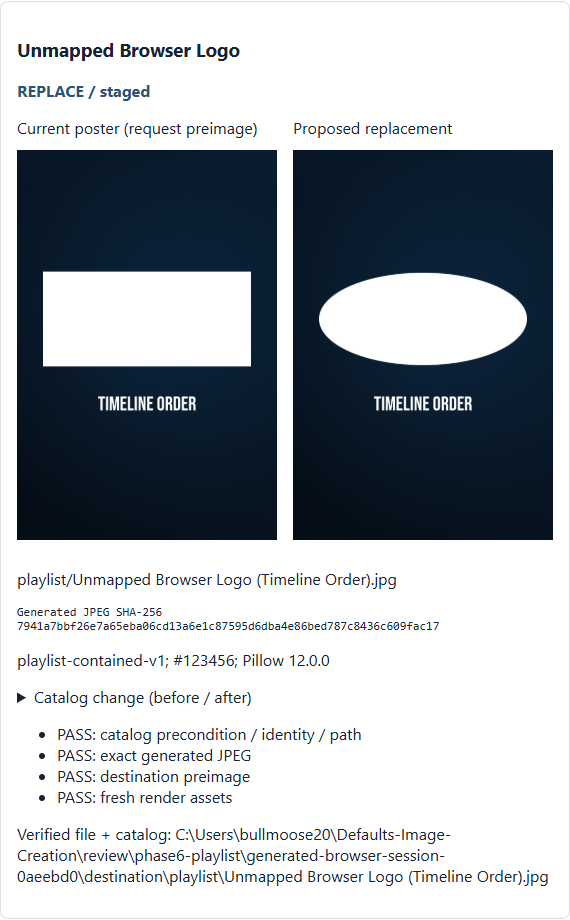 Unmapped Browser Logo
REPLACE / staged
Current poster (request preimage)
Proposed replacement
TIMELINE ORDER
TIMELINE ORDER
playlist/Unmapped Browser Logo (Timeline Order).jpg
Generated JPEG SHA-256
7941a7bbf26e7a65eba06cd13a6e1c87595d6dba4e86bed787c8436c609fac17
playlist-contained-v1; #123456; Pillow 12.0.0
▶ Catalog change (before / after)
• PASS: catalog precondition / identity / path
• PASS: exact generated JPEG
• PASS: destination preimage
• PASS: fresh render assets
Verified file + catalog: C:\Users\bullmoose20\Defaults-Image-
Creation\review\phase6-playlist\generated-browser-session-
0aeebd0\destination\playlist\Unmapped Browser Logo (Timeline Order).jpg